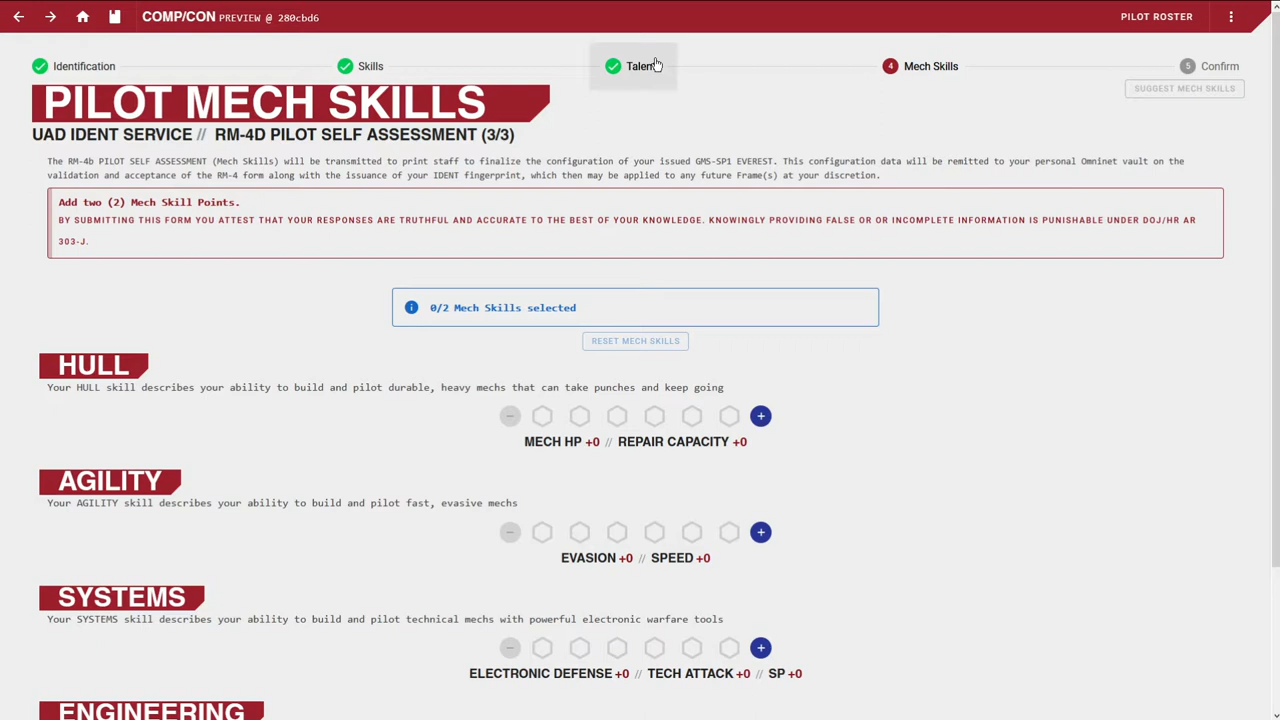 COMP/CON PREVIEW @ 280cbd6
PILOT ROSTER
Identification
Skills
Talen
4 Mech Skills
5 Confirm
SUGGEST MECH SKILLS
PILOT MECH SKILLS
UAD IDENT SERVICE // RM-4D PILOT SELF ASSESSMENT (3/3)
The RM-4b PILOT SELF ASSESSMENT (Mech Skills) will be transmitted to print staff to finalize the configuration of your issued GMS-SP1 EVEREST. This configuration data will be remitted to your personal Omninet vault on the
validation and acceptance of the RM-4 form along with the issuance of your IDENT fingerprint, which then may be applied to any future Frame(s) at your discretion.
Add two (2) Mech Skill Points.
BY SUBMITTING THIS FORM YOU ATTEST THAT YOUR RESPONSES ARE TRUTHFUL AND ACCURATE TO THE BEST OF YOUR KNOWLEDGE. KNOWINGLY PROVIDING FALSE OR OR INCOMPLETE INFORMATION IS PUNISHABLE UNDER DOJ/HR AR
303-J.
0/2 Mech Skills selected
RESET MECH SKILLS
HULL
Your HULL skill describes your ability to build and pilot durable, heavy mechs that can take punches and keep going
MECH HP +0 // REPAIR CAPACITY +0
AGILITY
Your AGILITY skill describes your ability to build and pilot fast, evasive mechs
EVASION +0 // SPEED +0
SYSTEMS
Your SYSTEMS skill describes your ability to build and pilot technical mechs with powerful electronic warfare tools
ELECTRONIC DEFENSE +0 // TECH ATTACK +0 // SP +0
ENGINEERING